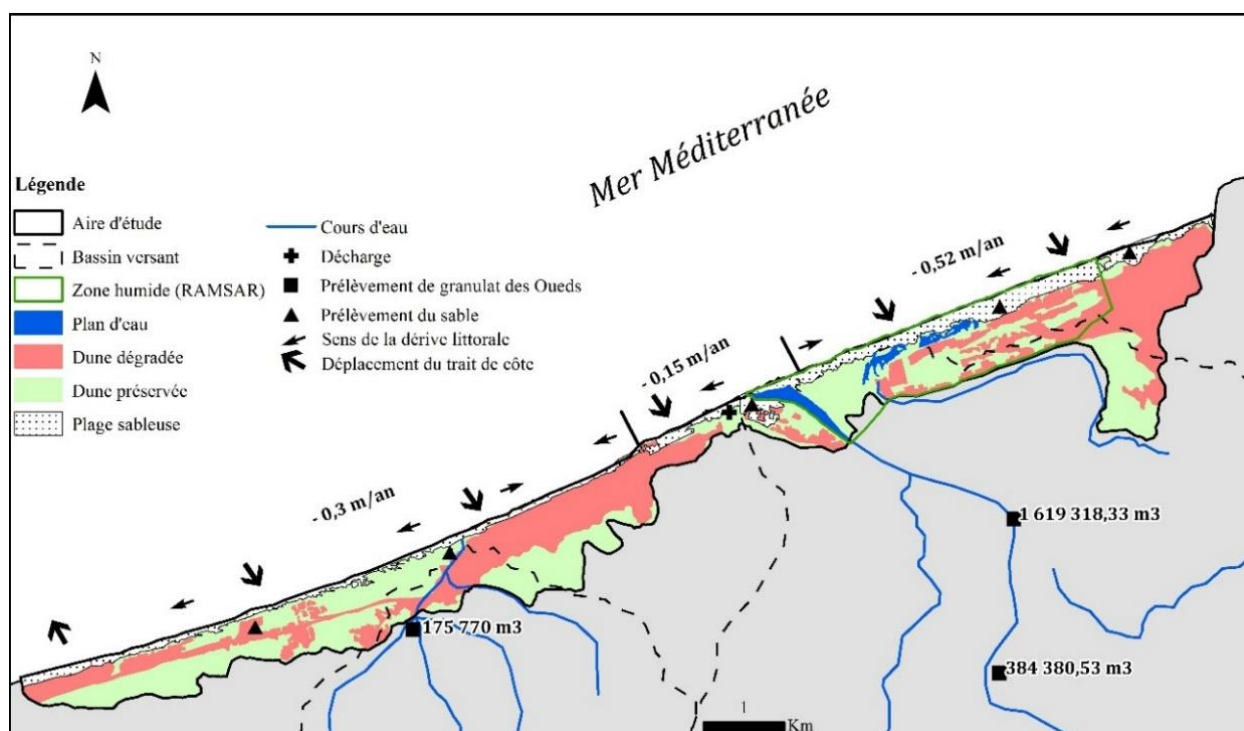 N
Mer Méditerranée
Légende
Aire d'étude
Bassin versant
Zone humide (RAMSAR)
Plan d'eau
Dune dégradée
Dune préservée
Plage sableuse
Cours d'eau
Décharge
Prélèvement de granulat des Oueds
Prélèvement du sable
Sens de la dérive littorale
Déplacement du trait de côte
- 0,52 m/an
- 0,15 m/an
- 0,3 m/an
1 619 318,33 m3
175 770 m3
384 380,53 m3
1
Km